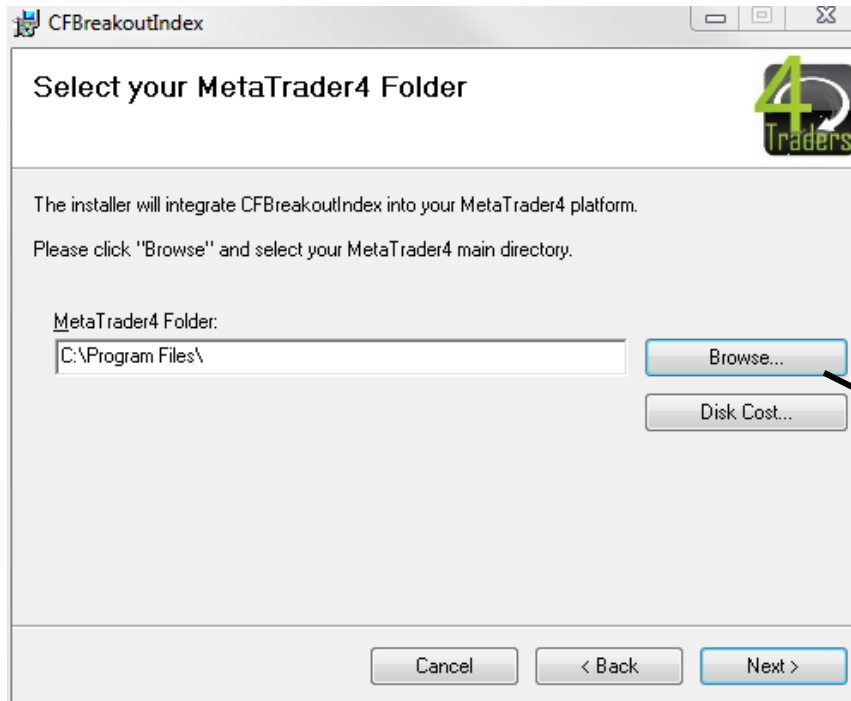 CFBreakoutIndex
Select your MetaTrader4 Folder
4
Traders
The installer will integrate CFBreakoutIndex into your MetaTrader4 platform.
Please click "Browse" and select your MetaTrader4 main directory.
MetaTrader4 Folder:
C:\Program Files\
Browse...
Disk Cost...
Cancel
< Back
Next >